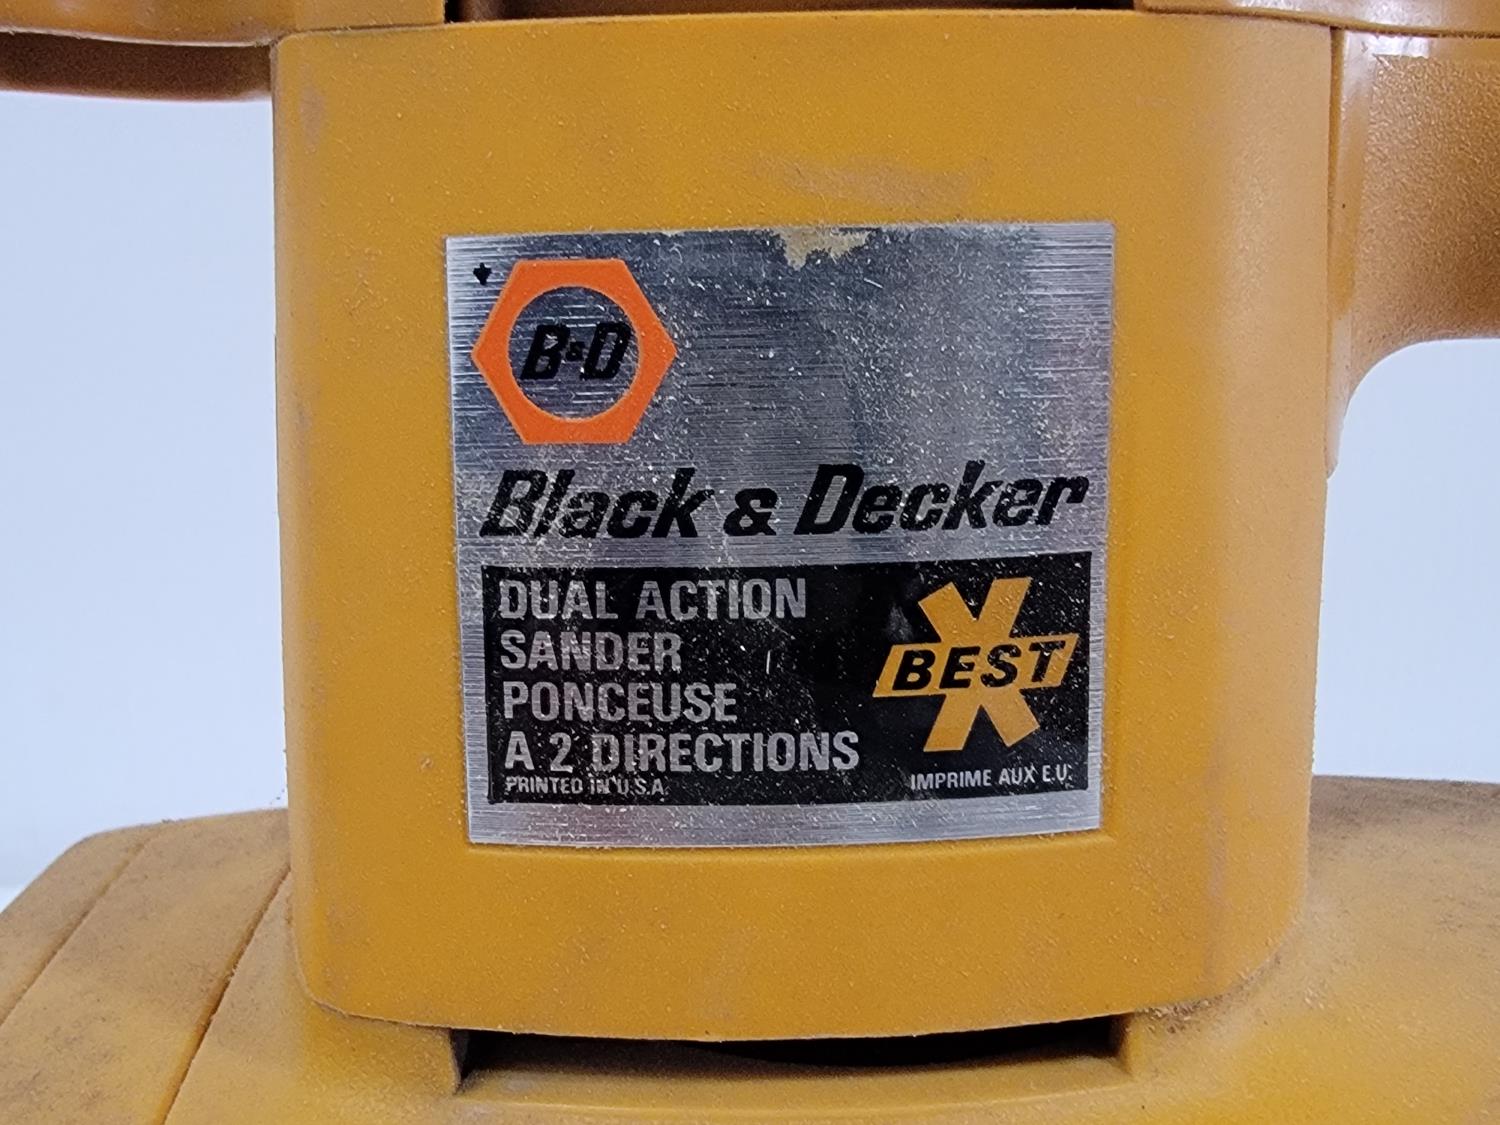 B&D
Black & Decker
DUAL ACTION
SANDER
PONCEUSE
A 2 DIRECTIONS
PRINTED IN U.S.A.
BEST
IMPRIME AUX E.U.